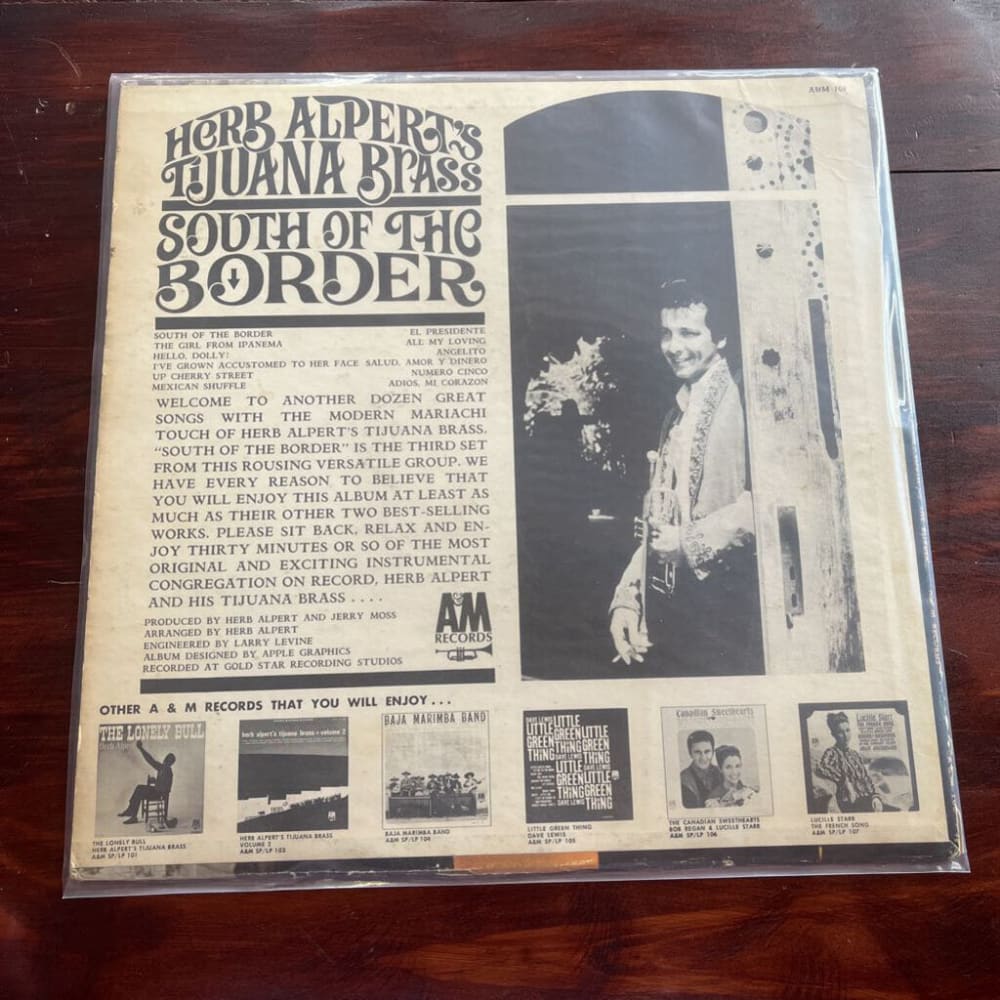 A&M 108
HERB ALPERT'S
TIJUANA BRASS
SOUTH OF THE
BORDER
SOUTH OF THE BORDER EL PRESIDENTE
THE GIRL FROM IPANEMA ALL MY LOVING
HELLO, DOLLY! ANGELITO
I'VE GROWN ACCUSTOMED TO HER FACE SALUD, AMOR Y DINERO
UP CHERRY STREET NUMERO CINCO
MEXICAN SHUFFLE ADIOS, MI CORAZON
WELCOME TO ANOTHER DOZEN GREAT
SONGS WITH THE MODERN MARIACHI
TOUCH OF HERB ALPERT'S TIJUANA BRASS.
"SOUTH OF THE BORDER" IS THE THIRD SET
FROM THIS ROUSING VERSATILE GROUP. WE
HAVE EVERY REASON TO BELIEVE THAT
YOU WILL ENJOY THIS ALBUM AT LEAST AS
MUCH AS THEIR OTHER TWO BEST-SELLING
WORKS. PLEASE SIT BACK, RELAX AND EN-
JOY THIRTY MINUTES OR SO OF THE MOST
ORIGINAL AND EXCITING INSTRUMENTAL
CONGREGATION ON RECORD, HERB ALPERT
AND HIS TIJUANA BRASS . . . .
PRODUCED BY HERB ALPERT AND JERRY MOSS
ARRANGED BY HERB ALPERT
ENGINEERED BY LARRY LEVINE
ALBUM DESIGNED BY APPLE GRAPHICS
RECORDED AT GOLD STAR RECORDING STUDIOS
A&M
RECORDS
OTHER A & M RECORDS THAT YOU WILL ENJOY . . .
THE LONELY BULL
Herb Alpert
THE LONELY BULL
HERB ALPERT'S TIJUANA BRASS
A&M SP/LP 101
herb alpert's tijuana brass • volume 2
HERB ALPERT'S TIJUANA BRASS
VOLUME 2
A&M SP/LP 103
BAJA MARIMBA BAND
BAJA MARIMBA BAND
A&M SP/LP 104
DAVE LEWIS
LITTLE
GREEN
THING
LITTLE GREEN THING
DAVE LEWIS
A&M SP/LP 105
Canadian Sweethearts
THE CANADIAN SWEETHEARTS
BOB REGAN & LUCILLE STARR
A&M SP/LP 106
Lucille Starr
THE FRENCH SONG
LUCILLE STARR
THE FRENCH SONG
A&M SP/LP 107